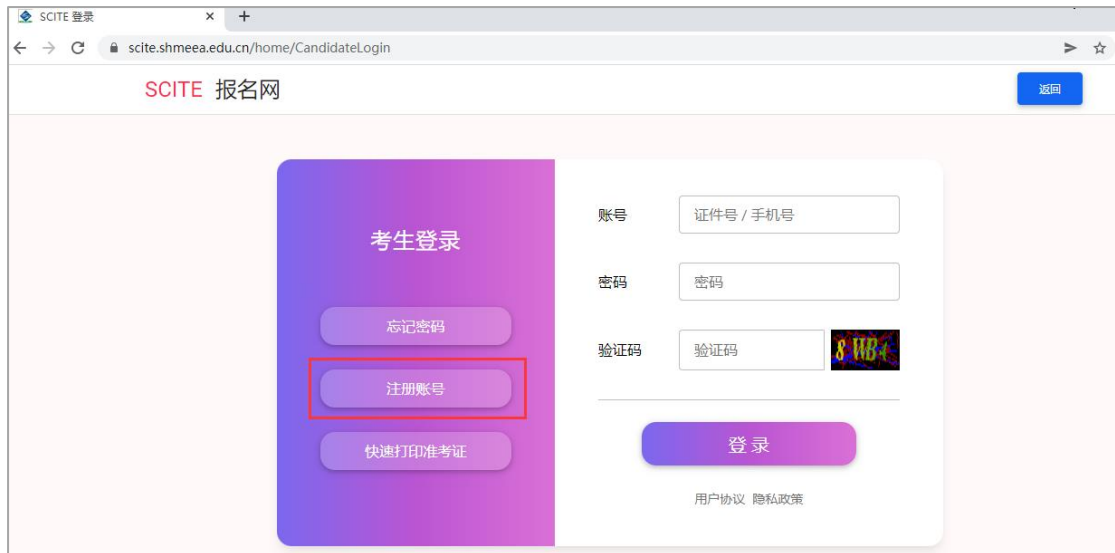 SCITE 登录
scite.shmeea.edu.cn/home/CandidateLogin
SCITE 报名网
返回
考生登录
忘记密码
注册账号
快速打印准考证
账号
证件号 / 手机号
密码
密码
验证码
验证码
登录
用户协议 隐私政策